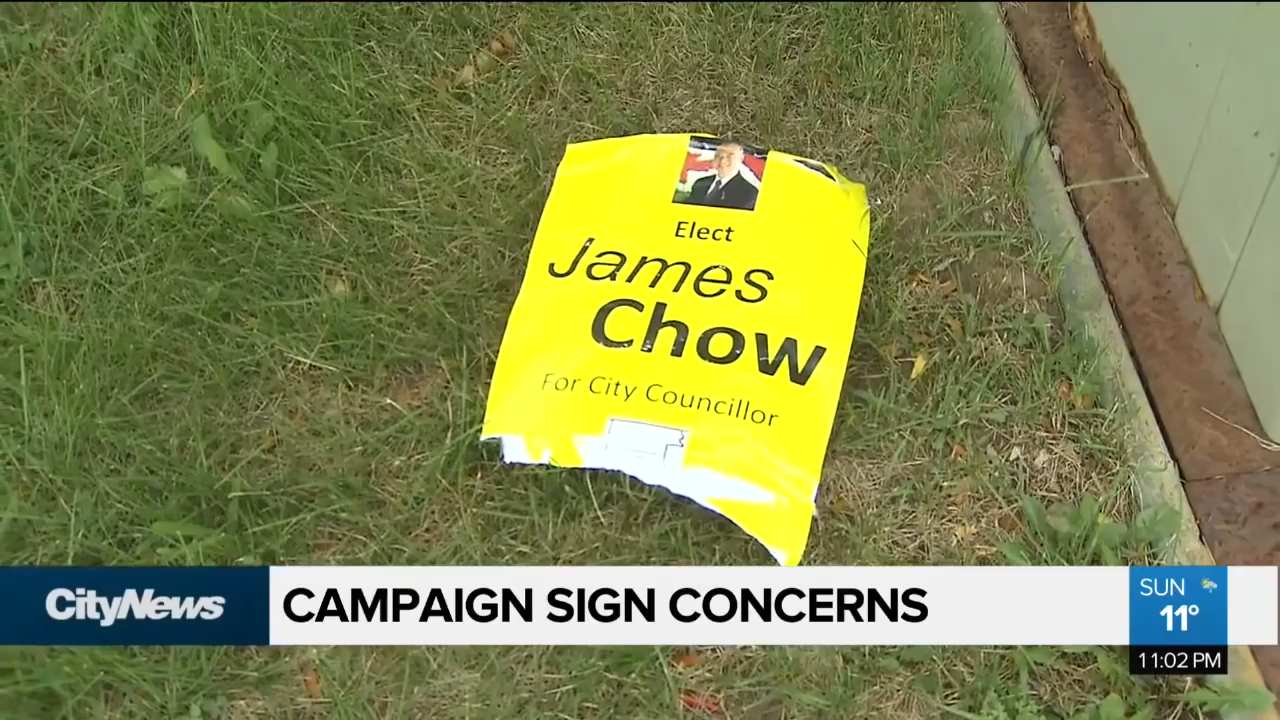 Elect
James
Chow
For City Councillor
CityNews
CAMPAIGN SIGN CONCERNS
SUN
11°
11:02 PM